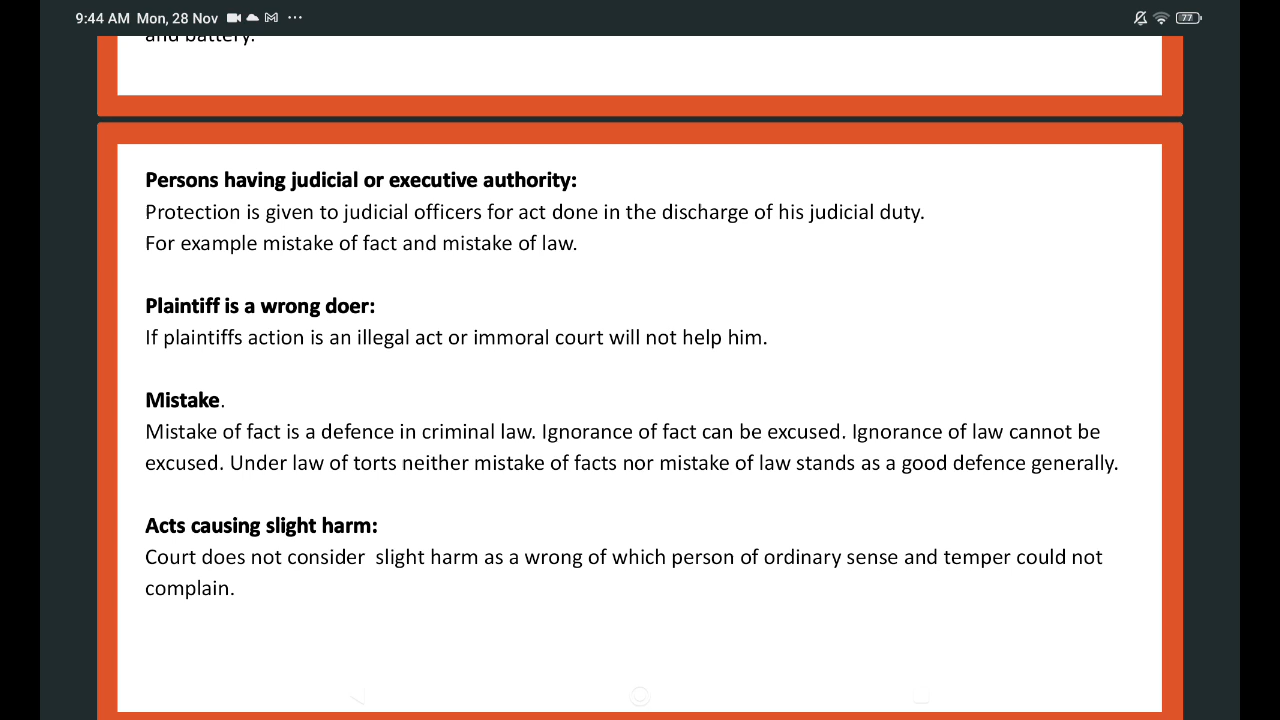 9:44 AM Mon, 28 Nov
77
and battery.
Persons having judicial or executive authority:
Protection is given to judicial officers for act done in the discharge of his judicial duty.
For example mistake of fact and mistake of law.
Plaintiff is a wrong doer:
If plaintiffs action is an illegal act or immoral court will not help him.
Mistake.
Mistake of fact is a defence in criminal law. Ignorance of fact can be excused. Ignorance of law cannot be
excused. Under law of torts neither mistake of facts nor mistake of law stands as a good defence generally.
Acts causing slight harm:
Court does not consider  slight harm as a wrong of which person of ordinary sense and temper could not
complain.